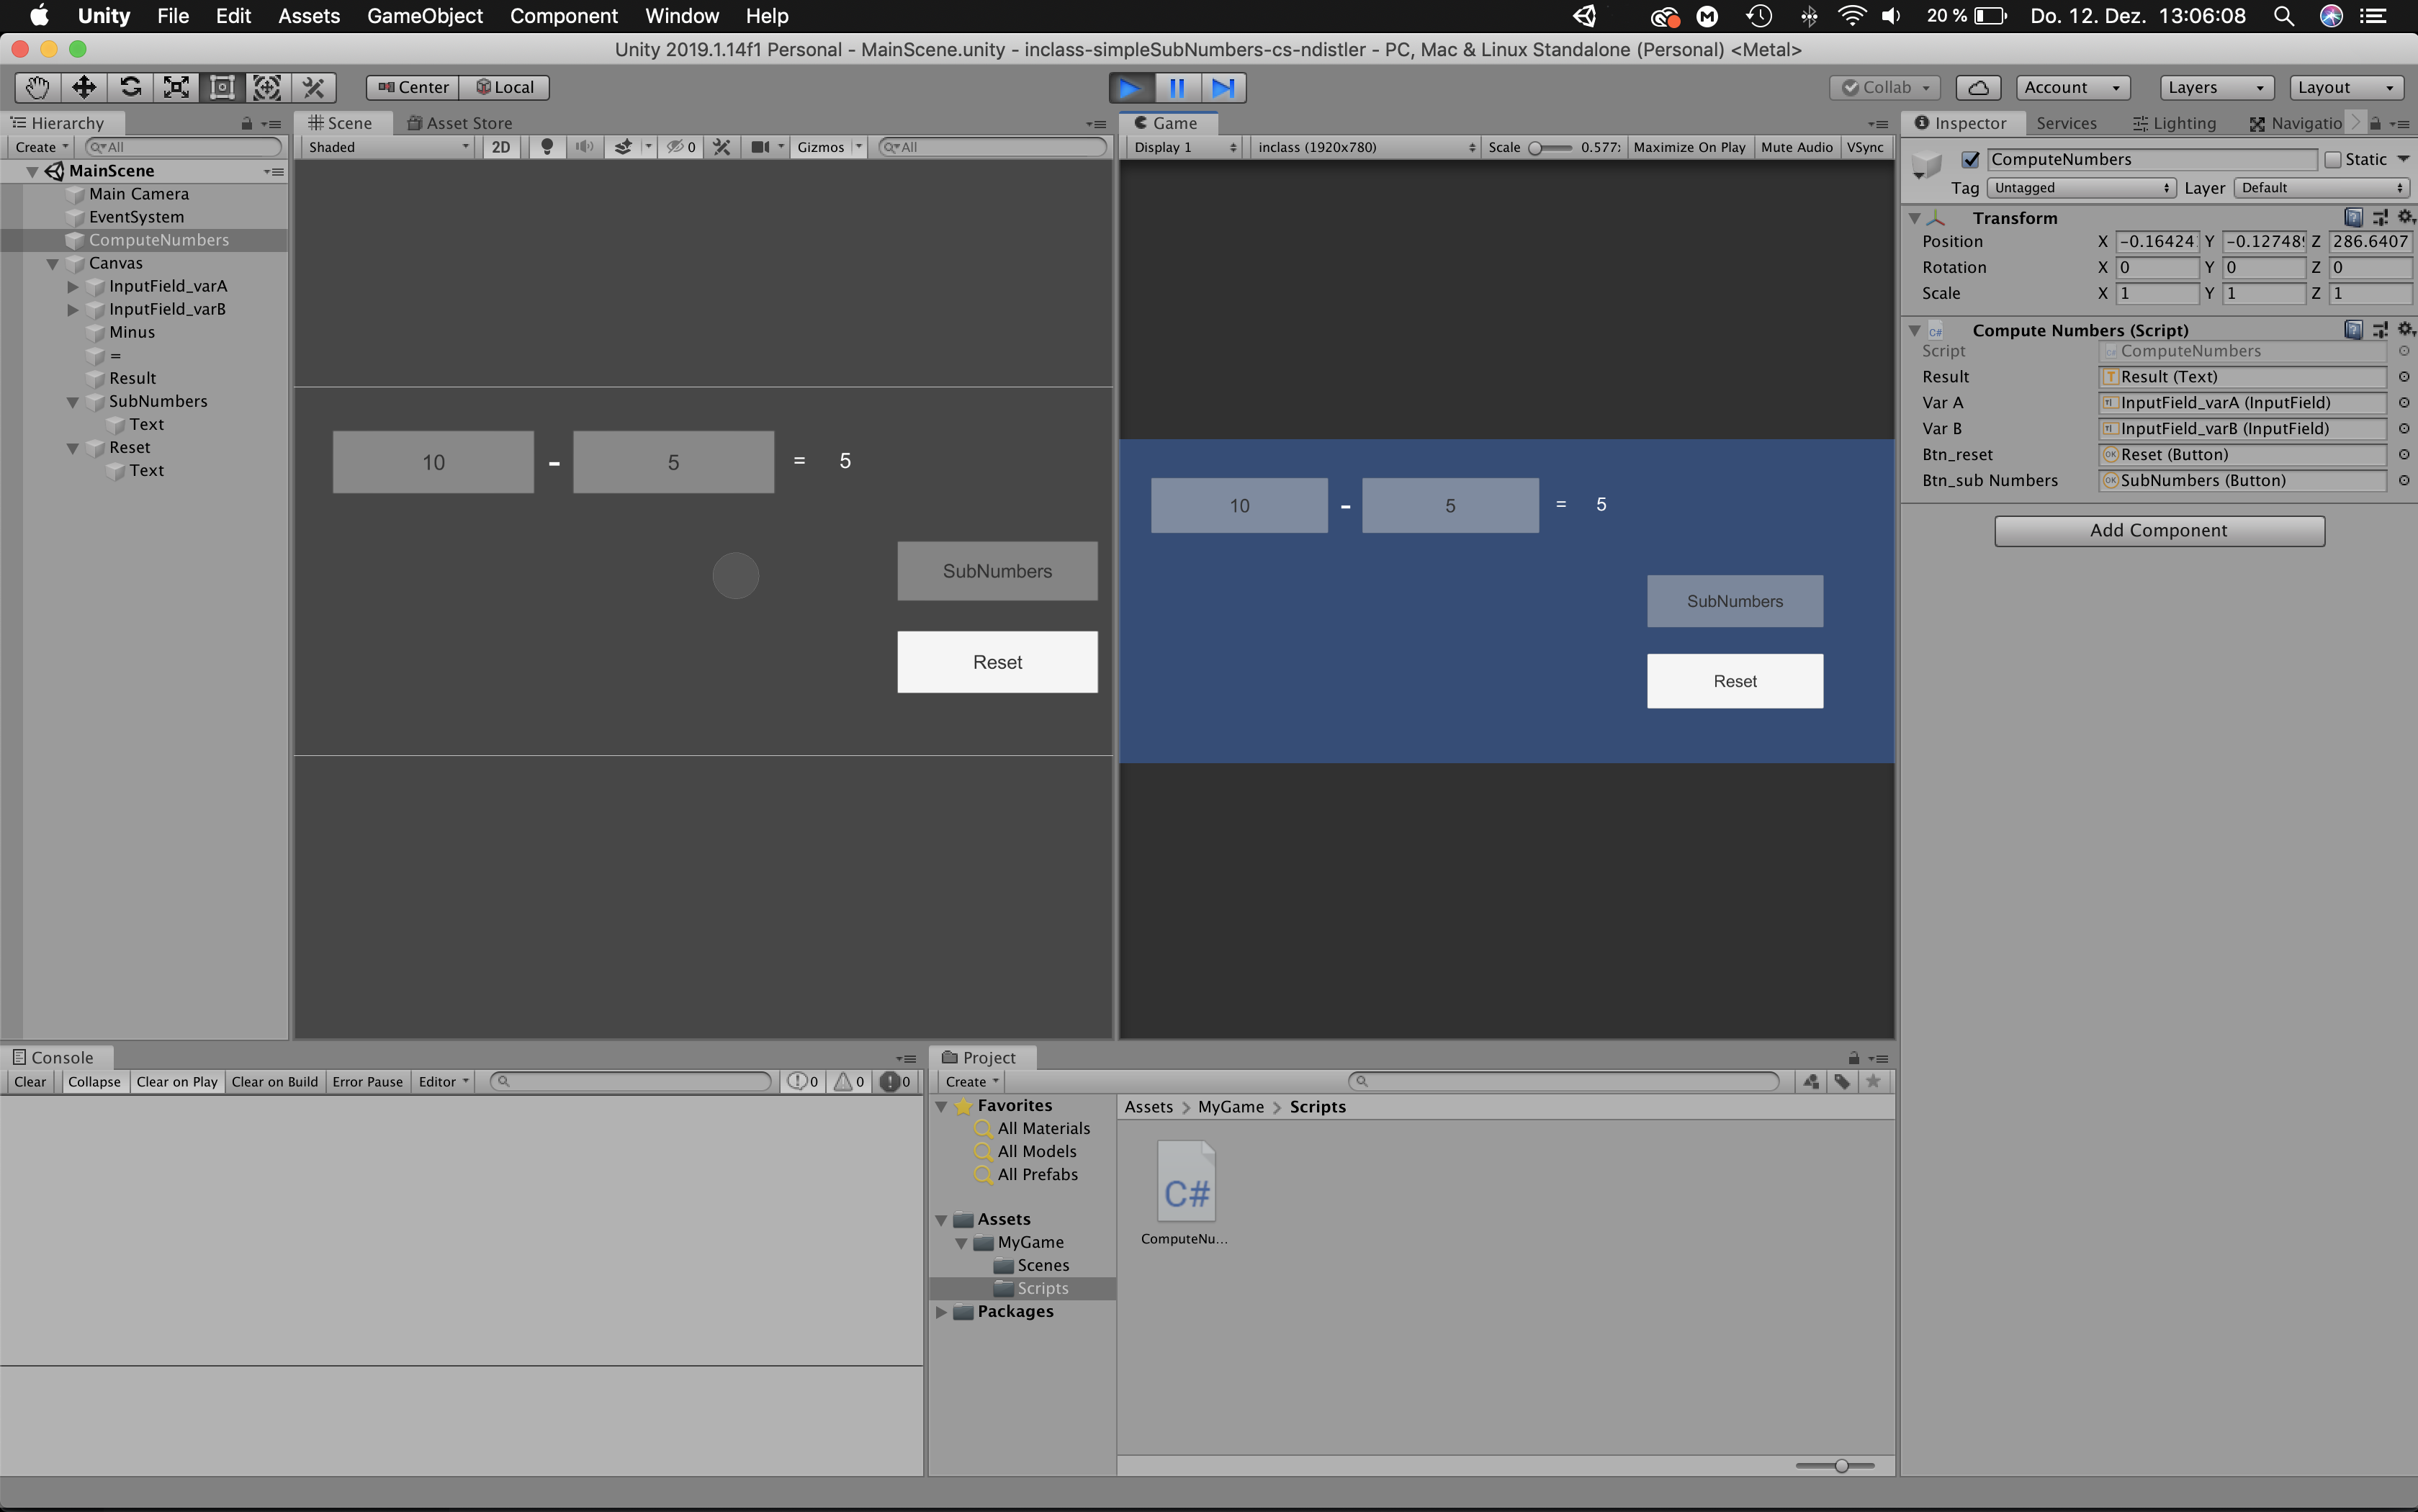 Unity File Edit Assets GameObject Component Window Help 20 % Do. 12. Dez. 13:06:08
Unity 2019.1.14f1 Personal - MainScene.unity - inclass-simpleSubNumbers-cs-ndistler - PC, Mac & Linux Standalone (Personal) <Metal>
Center Local Collab Account Layers Layout
Hierarchy
Create All
MainScene
Main Camera
EventSystem
ComputeNumbers
Canvas
InputField_varA
InputField_varB
Minus
=
Result
SubNumbers
Text
Reset
Text
Scene Asset Store
Shaded 2D 0 Gizmos All
10 - 5 = 5
SubNumbers
Reset
Game
Display 1 inclass (1920x780) Scale 0.577 Maximize On Play Mute Audio VSync
10 - 5 = 5
SubNumbers
Reset
Inspector Services Lighting Navigatio
ComputeNumbers Static
Tag Untagged Layer Default
Transform
Position X -0.16424 Y -0.12748 Z 286.6407
Rotation X 0 Y 0 Z 0
Scale X 1 Y 1 Z 1
C# Compute Numbers (Script)
Script ComputeNumbers
Result Result (Text)
Var A InputField_varA (InputField)
Var B InputField_varB (InputField)
Btn_reset Reset (Button)
Btn_sub Numbers SubNumbers (Button)
Add Component
Console
Clear Collapse Clear on Play Clear on Build Error Pause Editor 0 0 0
Project
Create
Favorites
All Materials
All Models
All Prefabs
Assets
MyGame
Scenes
Scripts
Packages
Assets > MyGame > Scripts
C#
ComputeNu...